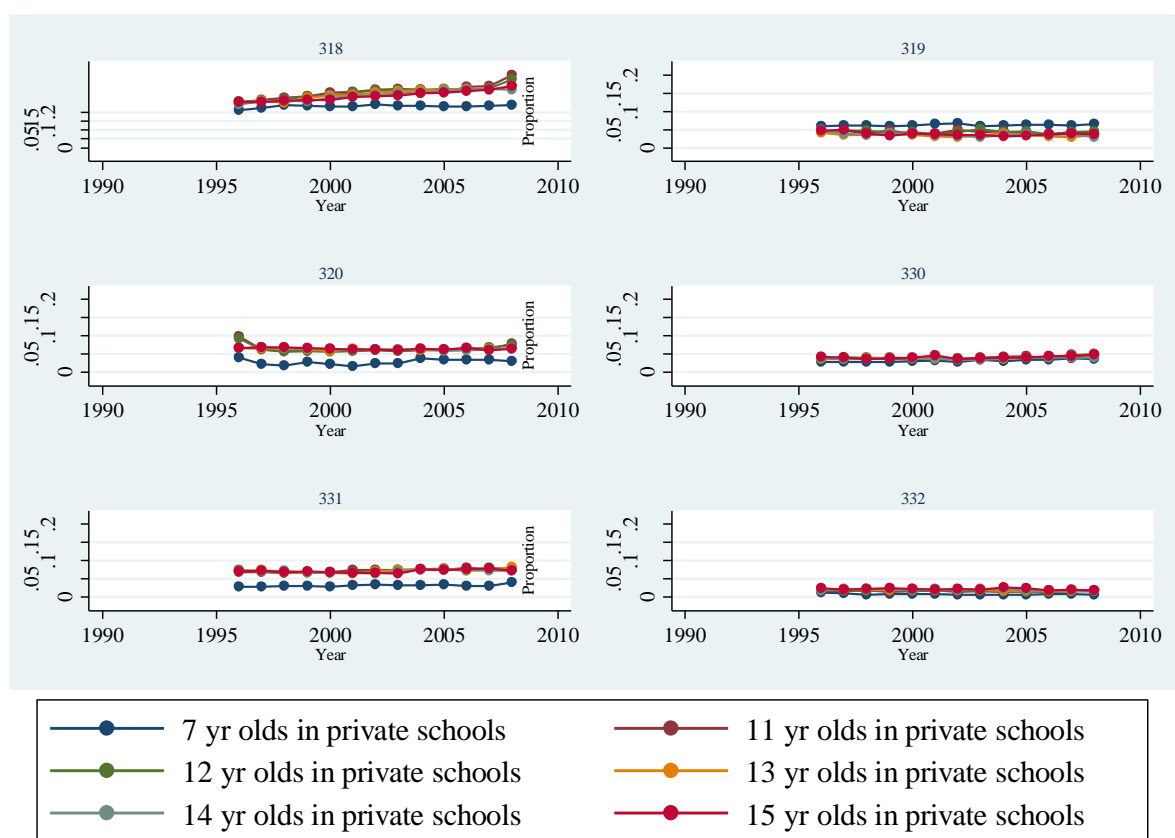 318
319
0 .05 .1 .15 .2
Proportion
0 .05 .1 .15 .2
1990 1995 2000 2005 2010
Year
1990 1995 2000 2005 2010
Year
320
330
0 .05 .1 .15 .2
Proportion
0 .05 .1 .15 .2
1990 1995 2000 2005 2010
Year
1990 1995 2000 2005 2010
Year
331
332
0 .05 .1 .15 .2
Proportion
0 .05 .1 .15 .2
1990 1995 2000 2005 2010
Year
1990 1995 2000 2005 2010
Year
7 yr olds in private schools
11 yr olds in private schools
12 yr olds in private schools
13 yr olds in private schools
14 yr olds in private schools
15 yr olds in private schools